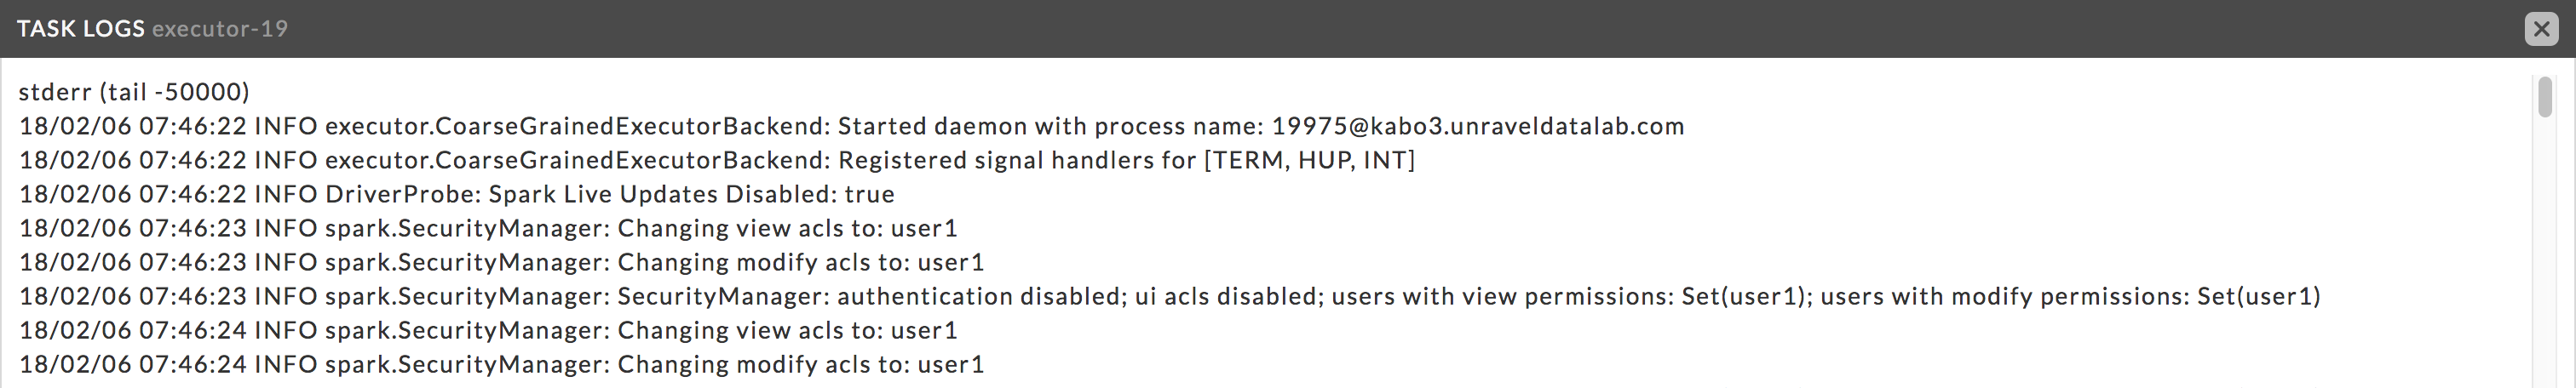 TASK LOGS executor-19
stderr (tail -50000)
18/02/06 07:46:22 INFO executor.CoarseGrainedExecutorBackend: Started daemon with process name: 19975@kabo3.unraveldatalab.com
18/02/06 07:46:22 INFO executor.CoarseGrainedExecutorBackend: Registered signal handlers for [TERM, HUP, INT]
18/02/06 07:46:22 INFO DriverProbe: Spark Live Updates Disabled: true
18/02/06 07:46:23 INFO spark.SecurityManager: Changing view acls to: user1
18/02/06 07:46:23 INFO spark.SecurityManager: Changing modify acls to: user1
18/02/06 07:46:23 INFO spark.SecurityManager: SecurityManager: authentication disabled; ui acls disabled; users with view permissions: Set(user1); users with modify permissions: Set(user1)
18/02/06 07:46:24 INFO spark.SecurityManager: Changing view acls to: user1
18/02/06 07:46:24 INFO spark.SecurityManager: Changing modify acls to: user1